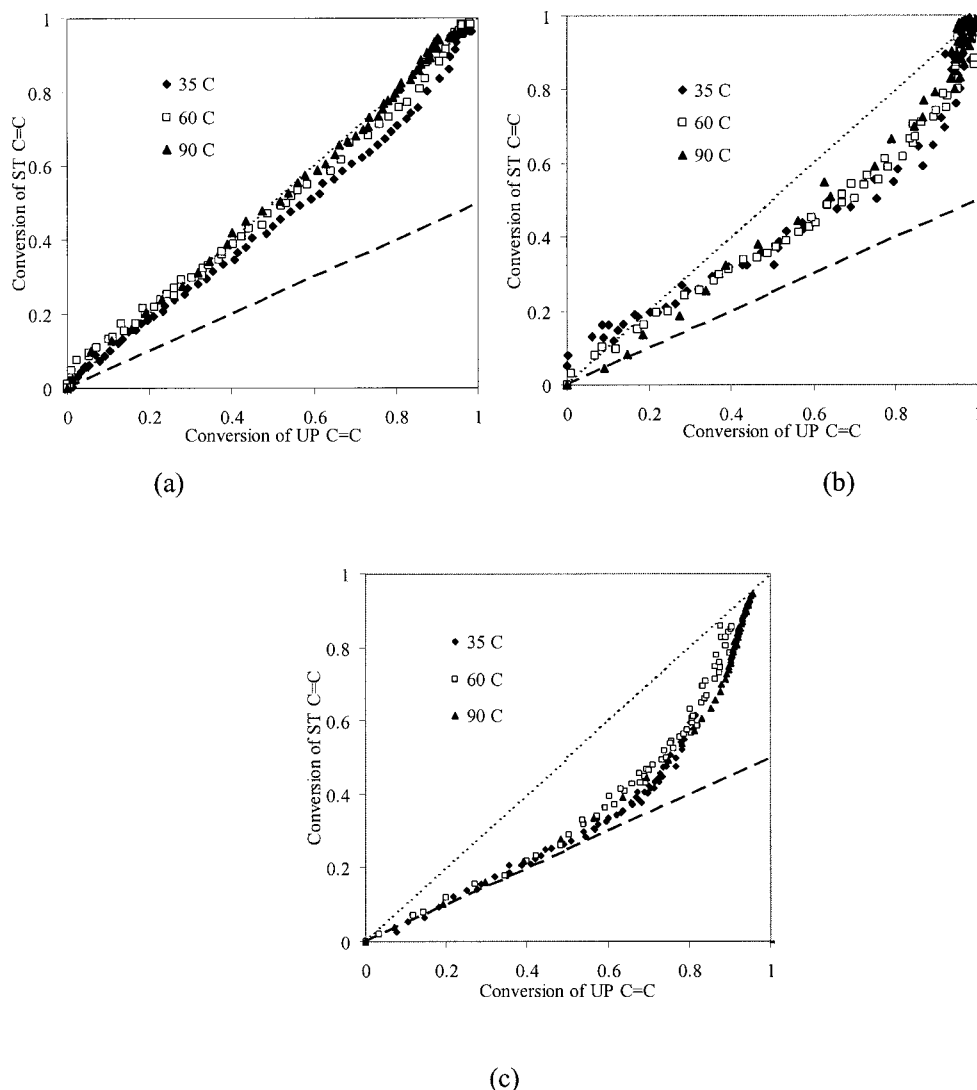 1
0.8
0.6
0.4
0.2
0
Conversion of ST C=C
35 C
60 C
90 C
0 0.2 0.4 0.6 0.8 1
Conversion of UP C=C
(a)
1
0.8
0.6
0.4
0.2
0
Conversion of ST C=C
35 C
60 C
90 C
0 0.2 0.4 0.6 0.8 1
Conversion of UP C=C
(b)
1
0.8
0.6
0.4
0.2
0
Conversion of ST C=C
35 C
60 C
90 C
0 0.2 0.4 0.6 0.8 1
Conversion of UP C=C
(c)